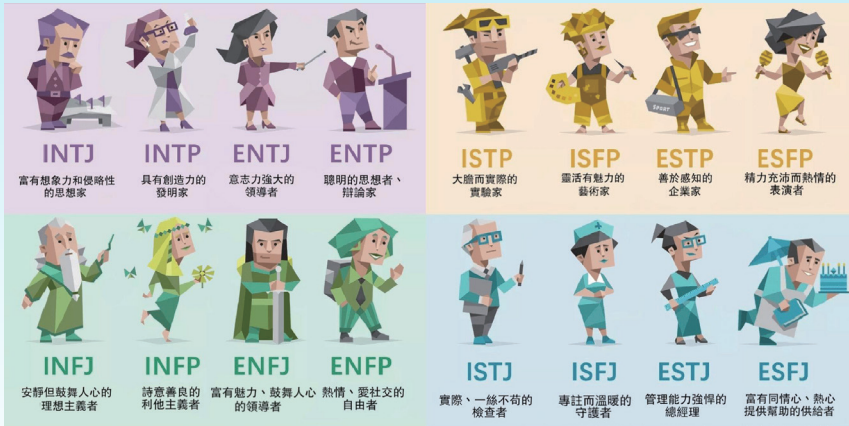 INTJ
富有想象力和侵略性
的思想家
INTP
具有創造力的
發明家
ENTJ
意志力強大的
領導者
ENTP
聰明的思想者、
辯論家
ISTP
大膽而實際的
實驗家
ISFP
靈活有魅力的
藝術家
ESTP
SPORT
善於感知的
企業家
ESFP
精力充沛而熱情的
表演者
INFJ
安靜但鼓舞人心的
理想主義者
INFP
詩意善良的
利他主義者
ENFJ
富有魅力、鼓舞人心
的領導者
ENFP
熱情、愛社交的
自由者
ISTJ
實際、一絲不苟的
檢查者
ISFJ
專註而溫暖的
守護者
ESTJ
管理能力強悍的
總經理
ESFJ
富有同情心、熱心
提供幫助的供給者